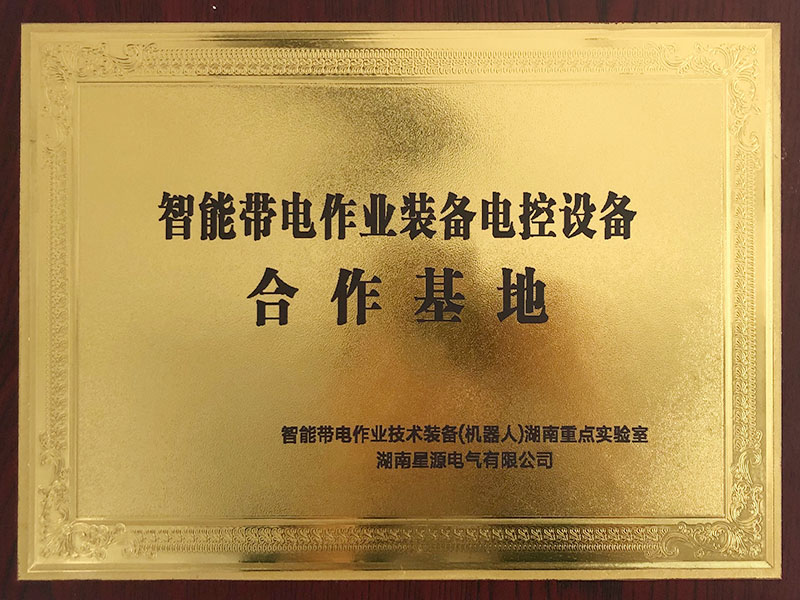 智能带电作业装备电控设备
合作基地
智能带电作业技术装备(机器人)湖南重点实验室
湖南星源电气有限公司